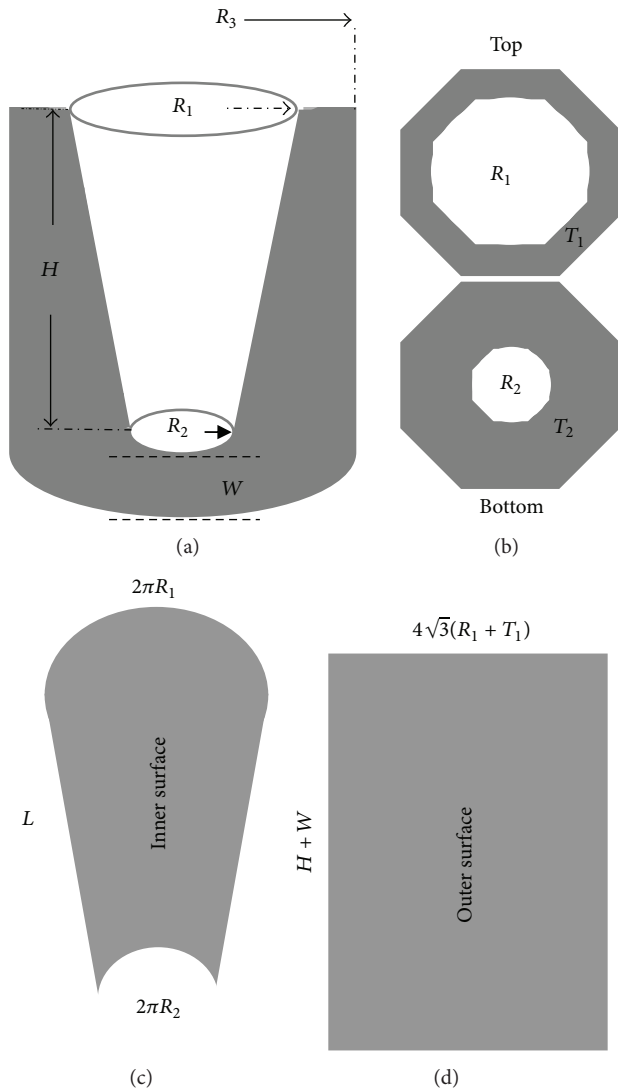 R₃
R₁
H
R₂
W
(a)
Top
R₁
T₁
R₂
T₂
Bottom
(b)
2πR₁
L
Inner surface
2πR₂
(c)
4√3(R₁ + T₁)
H + W
Outer surface
(d)